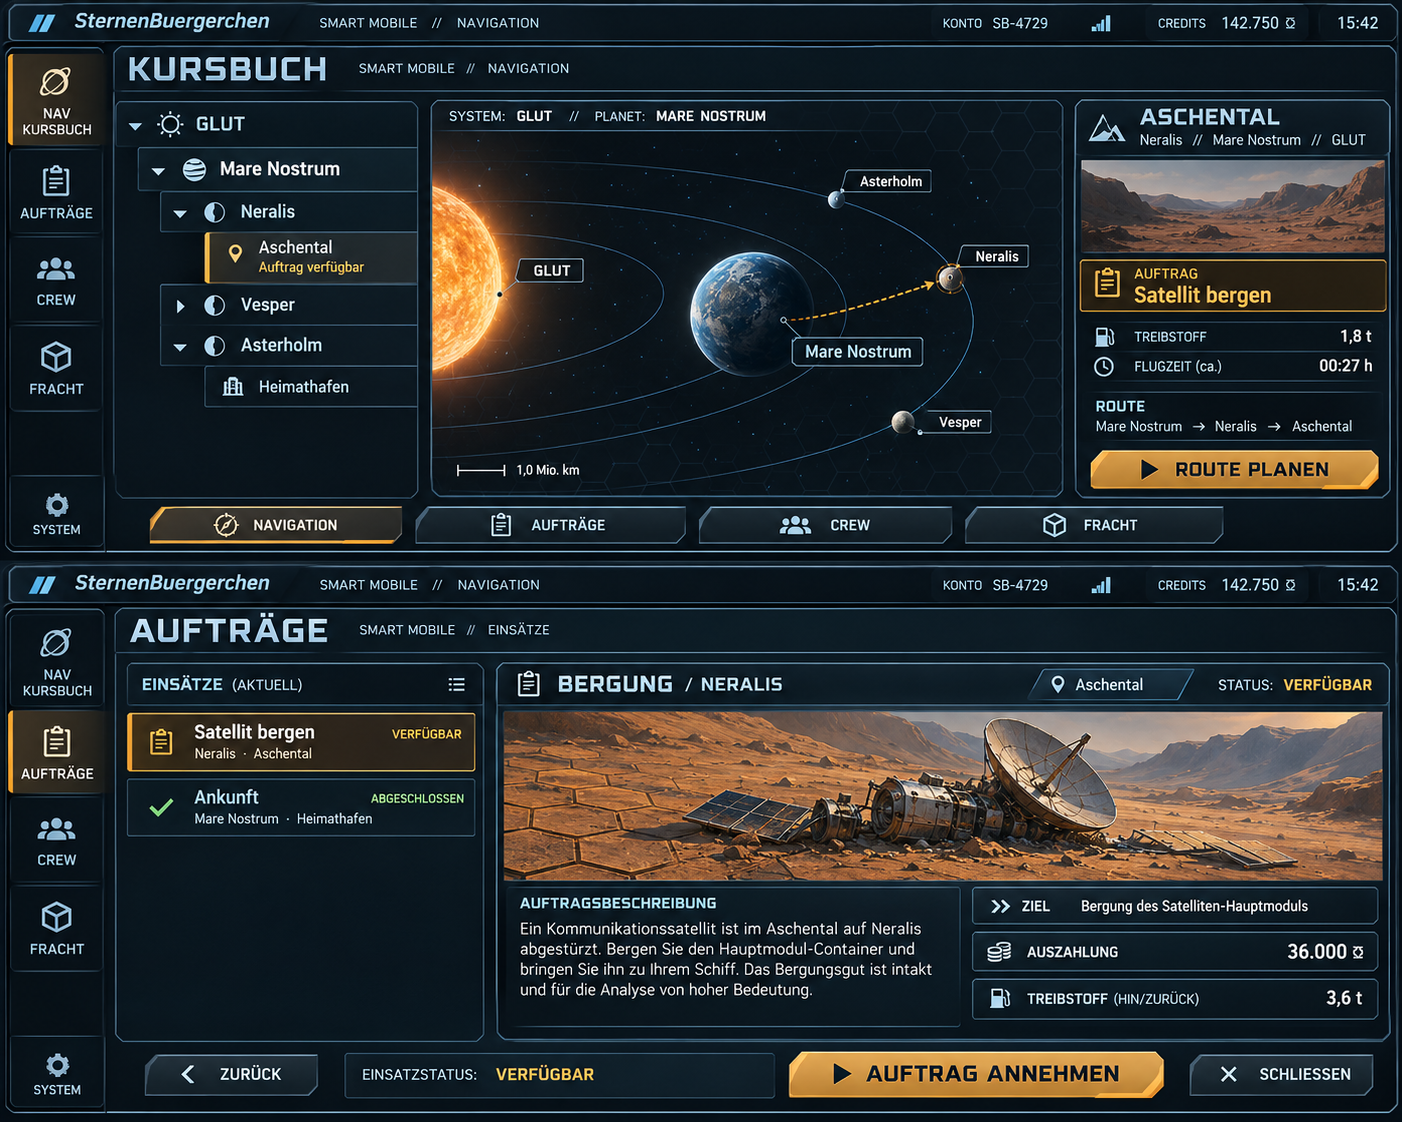 SternenBuergerchen SMART MOBILE // NAVIGATION KONTO SB-4729 CREDITS 142.750 15:42
KURSBUCH SMART MOBILE // NAVIGATION
NAV
KURSBUCH
AUFTRÄGE
CREW
FRACHT
SYSTEM
GLUT
Mare Nostrum
Neralis
Aschental
Auftrag verfügbar
Vesper
Asterholm
Heimathafen
SYSTEM: GLUT // PLANET: MARE NOSTRUM
Asterholm
Neralis
GLUT
Mare Nostrum
Vesper
1,0 Mio. km
ASCHENTAL
Neralis // Mare Nostrum // GLUT
AUFTRAG
Satellit bergen
TREIBSTOFF 1,8 t
FLUGZEIT (ca.) 00:27 h
ROUTE
Mare Nostrum → Neralis → Aschental
ROUTE PLANEN
NAVIGATION AUFTRÄGE CREW FRACHT
SternenBuergerchen SMART MOBILE // NAVIGATION KONTO SB-4729 CREDITS 142.750 15:42
AUFTRÄGE SMART MOBILE // EINSÄTZE
NAV
KURSBUCH
AUFTRÄGE
CREW
FRACHT
SYSTEM
EINSÄTZE (AKTUELL)
Satellit bergen VERFÜGBAR
Neralis · Aschental
Ankunft ABGESCHLOSSEN
Mare Nostrum · Heimathafen
BERGUNG / NERALIS Aschental STATUS: VERFÜGBAR
AUFTRAGSBESCHREIBUNG
Ein Kommunikationssatellit ist im Aschental auf Neralis
abgestürzt. Bergen Sie den Hauptmodul-Container und
bringen Sie ihn zu Ihrem Schiff. Das Bergungsgut ist intakt
und für die Analyse von hoher Bedeutung.
ZIEL Bergung des Satelliten-Hauptmoduls
AUSZAHLUNG 36.000
TREIBSTOFF (HIN/ZURÜCK) 3,6 t
ZURÜCK EINSATZSTATUS: VERFÜGBAR AUFTRAG ANNEHMEN SCHLIESSEN